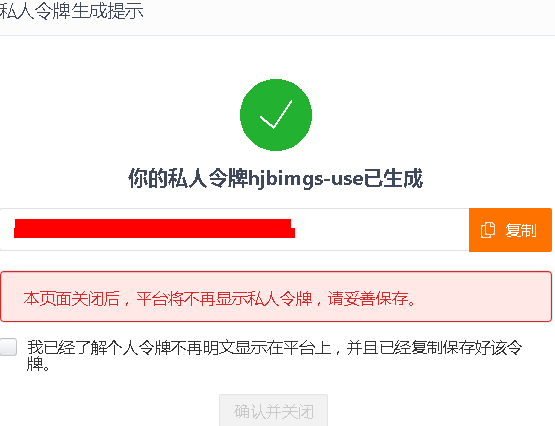 私人令牌生成提示
你的私人令牌hjbimgs-use已生成
复制
本页面关闭后，平台将不再显示私人令牌，请妥善保存。
我已经了解个人令牌不再明文显示在平台上，并且已经复制保存好该令
牌。
确认并关闭